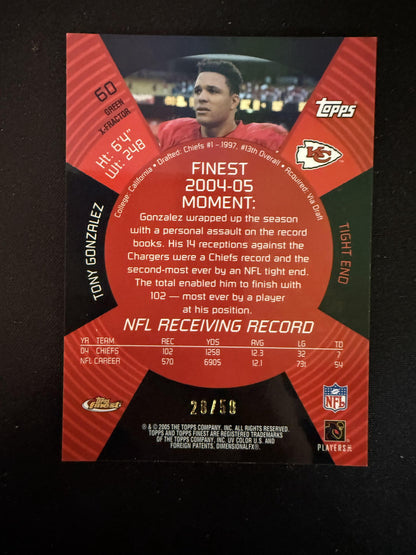 60
GREEN
X-FRACTOR
Ht: 6'4"
Wt: 248
topps
KC
College: California • Drafted: Chiefs #1 – 1997, #13th Overall • Acquired: Via Draft
FINEST
2004-05
MOMENT:
Gonzalez wrapped up the season
with a personal assault on the record
books. His 14 receptions against the
Chargers were a Chiefs record and the
second-most ever by an NFL tight end.
The total enabled him to finish with
102 — most ever by a player
at his position.
TONY GONZALEZ
TIGHT END
NFL RECEIVING RECORD
YR TEAM REC YDS AVG LG TD
04 CHIEFS 102 1258 12.3 32 7
NFL CAREER 570 6905 12.1 73t 54
Topps
finest
NFL
® & © 2005 THE TOPPS COMPANY, INC. ALL RIGHTS RESERVED.
TOPPS AND TOPPS FINEST ARE REGISTERED TRADEMARKS
OF THE TOPPS COMPANY, INC. UV COLOR U.S. AND
FOREIGN PATENTS, DIMENSIONALFX®.
PLAYERS INC